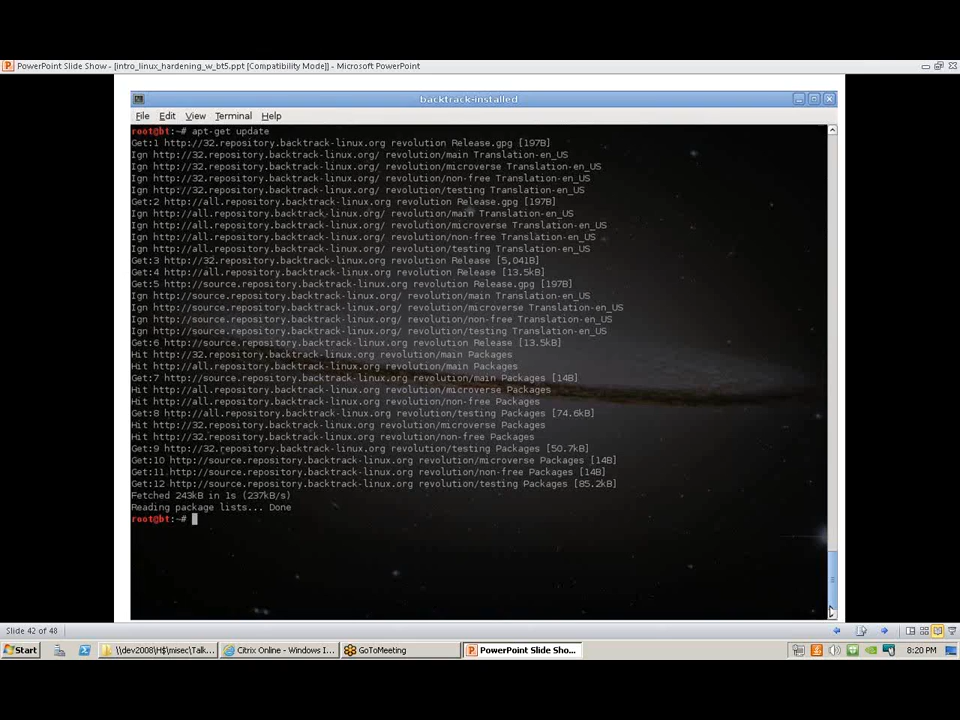 PowerPoint Slide Show - [intro_linux_hardening_w_bt5.ppt [Compatibility Mode]] - Microsoft PowerPoint
backtrack-installed
File Edit View Terminal Help
root@bt:~# apt-get update
Get:1 http://32.repository.backtrack-linux.org revolution Release.gpg [197B]
Ign http://32.repository.backtrack-linux.org/ revolution/main Translation-en_US
Ign http://32.repository.backtrack-linux.org/ revolution/microverse Translation-en_US
Ign http://32.repository.backtrack-linux.org/ revolution/non-free Translation-en_US
Ign http://32.repository.backtrack-linux.org/ revolution/testing Translation-en_US
Get:2 http://all.repository.backtrack-linux.org revolution Release.gpg [197B]
Ign http://all.repository.backtrack-linux.org/ revolution/main Translation-en_US
Ign http://all.repository.backtrack-linux.org/ revolution/microverse Translation-en_US
Ign http://all.repository.backtrack-linux.org/ revolution/non-free Translation-en_US
Ign http://all.repository.backtrack-linux.org/ revolution/testing Translation-en_US
Get:3 http://32.repository.backtrack-linux.org revolution Release [5,041B]
Get:4 http://all.repository.backtrack-linux.org revolution Release [13.5kB]
Get:5 http://source.repository.backtrack-linux.org revolution Release.gpg [197B]
Ign http://source.repository.backtrack-linux.org/ revolution/main Translation-en_US
Ign http://source.repository.backtrack-linux.org/ revolution/microverse Translation-en_US
Ign http://source.repository.backtrack-linux.org/ revolution/non-free Translation-en_US
Ign http://source.repository.backtrack-linux.org/ revolution/testing Translation-en_US
Get:6 http://source.repository.backtrack-linux.org revolution Release [13.5kB]
Hit http://32.repository.backtrack-linux.org revolution/main Packages
Hit http://all.repository.backtrack-linux.org revolution/main Packages
Get:7 http://source.repository.backtrack-linux.org revolution/main Packages [14B]
Hit http://all.repository.backtrack-linux.org revolution/microverse Packages
Hit http://all.repository.backtrack-linux.org revolution/non-free Packages
Get:8 http://all.repository.backtrack-linux.org revolution/testing Packages [74.6kB]
Hit http://32.repository.backtrack-linux.org revolution/microverse Packages
Hit http://32.repository.backtrack-linux.org revolution/non-free Packages
Get:9 http://32.repository.backtrack-linux.org revolution/testing Packages [50.7kB]
Get:10 http://source.repository.backtrack-linux.org revolution/microverse Packages [14B]
Get:11 http://source.repository.backtrack-linux.org revolution/non-free Packages [14B]
Get:12 http://source.repository.backtrack-linux.org revolution/testing Packages [85.2kB]
Fetched 243kB in 1s (237kB/s)
Reading package lists... Done
root@bt:~#
Slide 42 of 48
Start \\dev2008\H$\misec\Talk... Citrix Online - Windows I... GoToMeeting PowerPoint Slide Sho... 8:20 PM